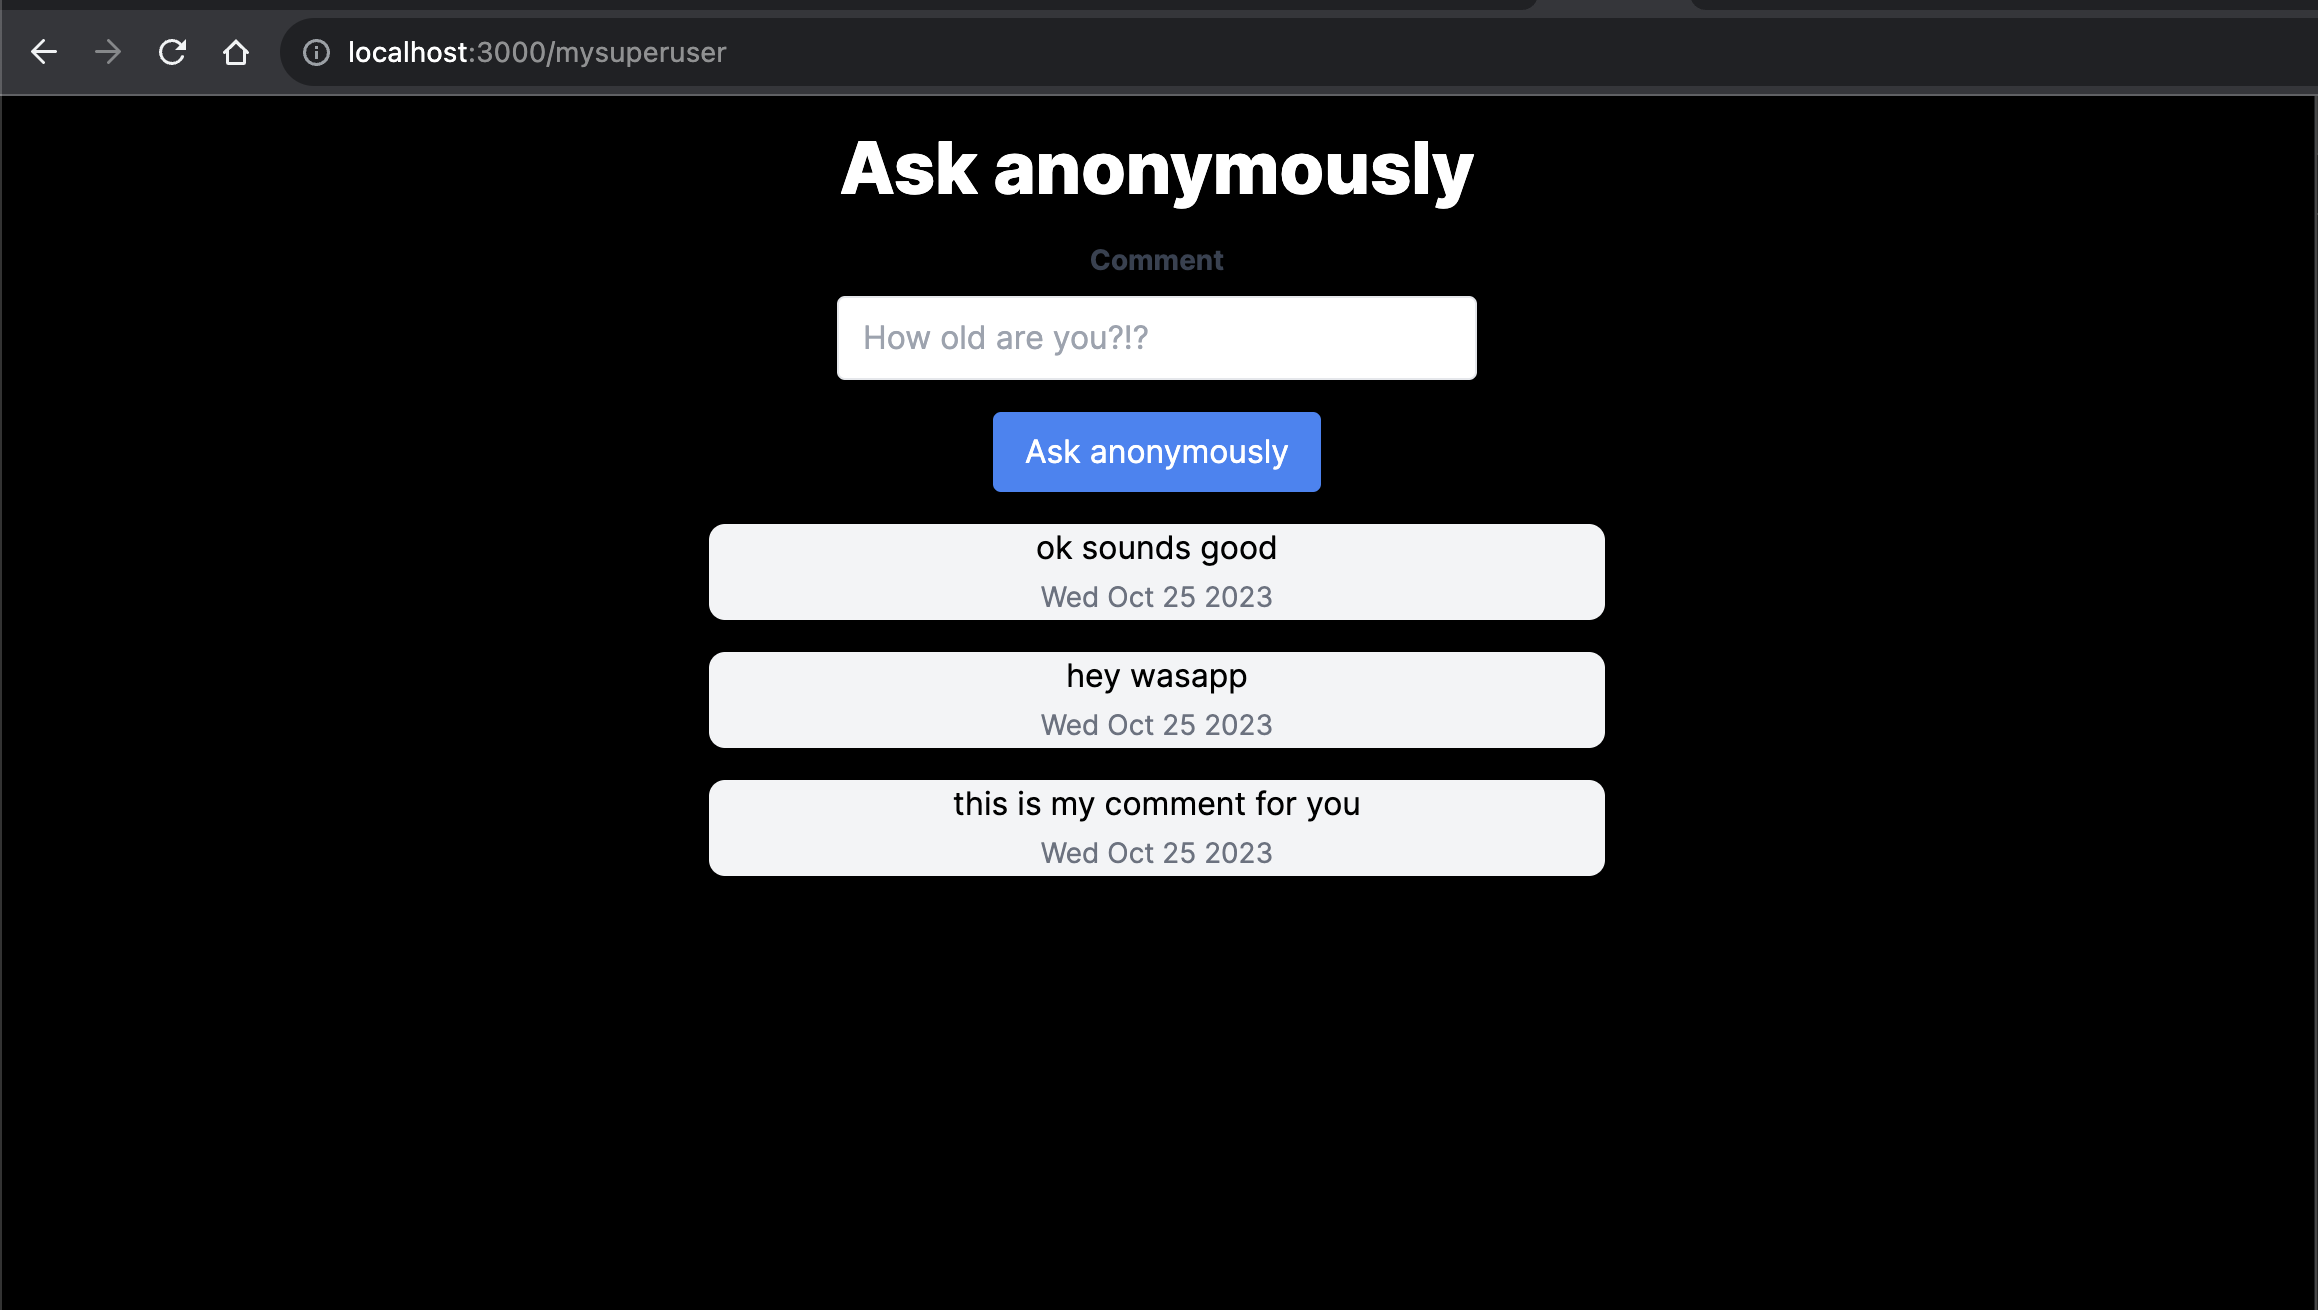 localhost:3000/mysuperuser
Ask anonymously
Comment
How old are you?!?
Ask anonymously
ok sounds good
Wed Oct 25 2023
hey wasapp
Wed Oct 25 2023
this is my comment for you
Wed Oct 25 2023